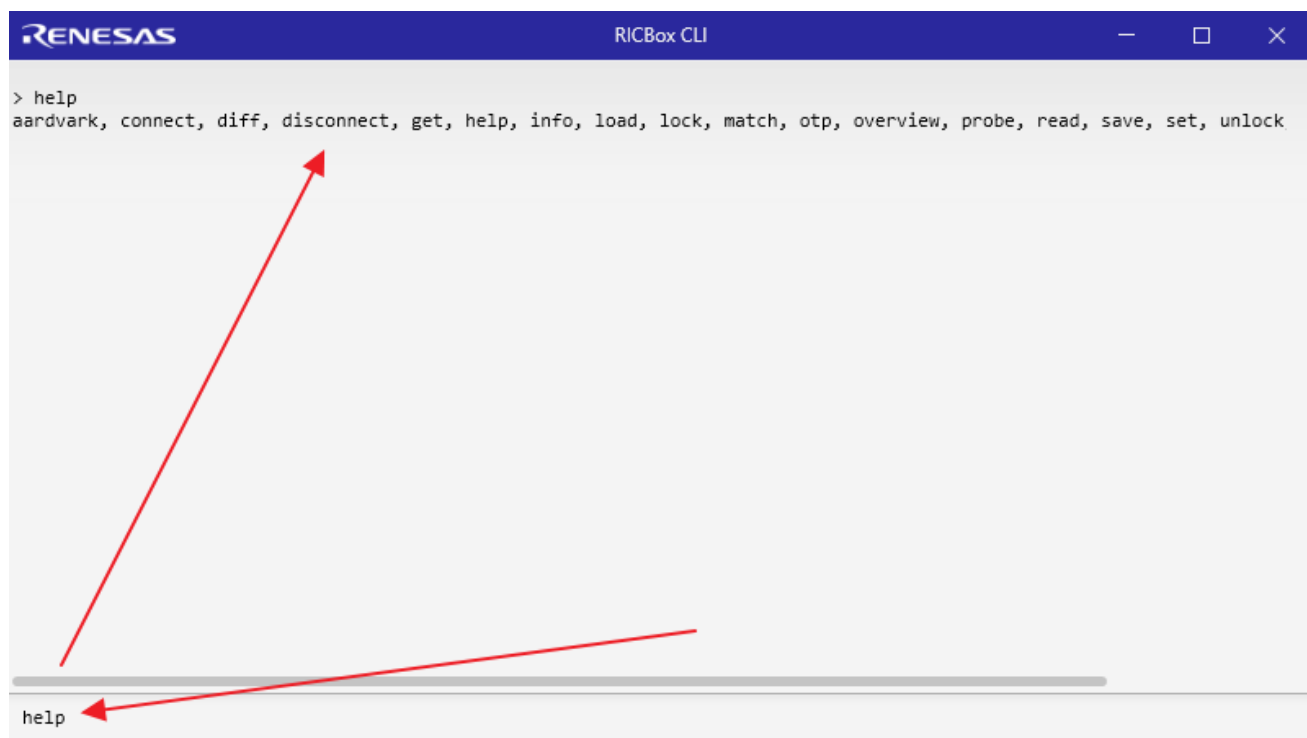 RENESAS
RICBox CLI
> help
aardvark, connect, diff, disconnect, get, help, info, load, lock, match, otp, overview, probe, read, save, set, unlock
help